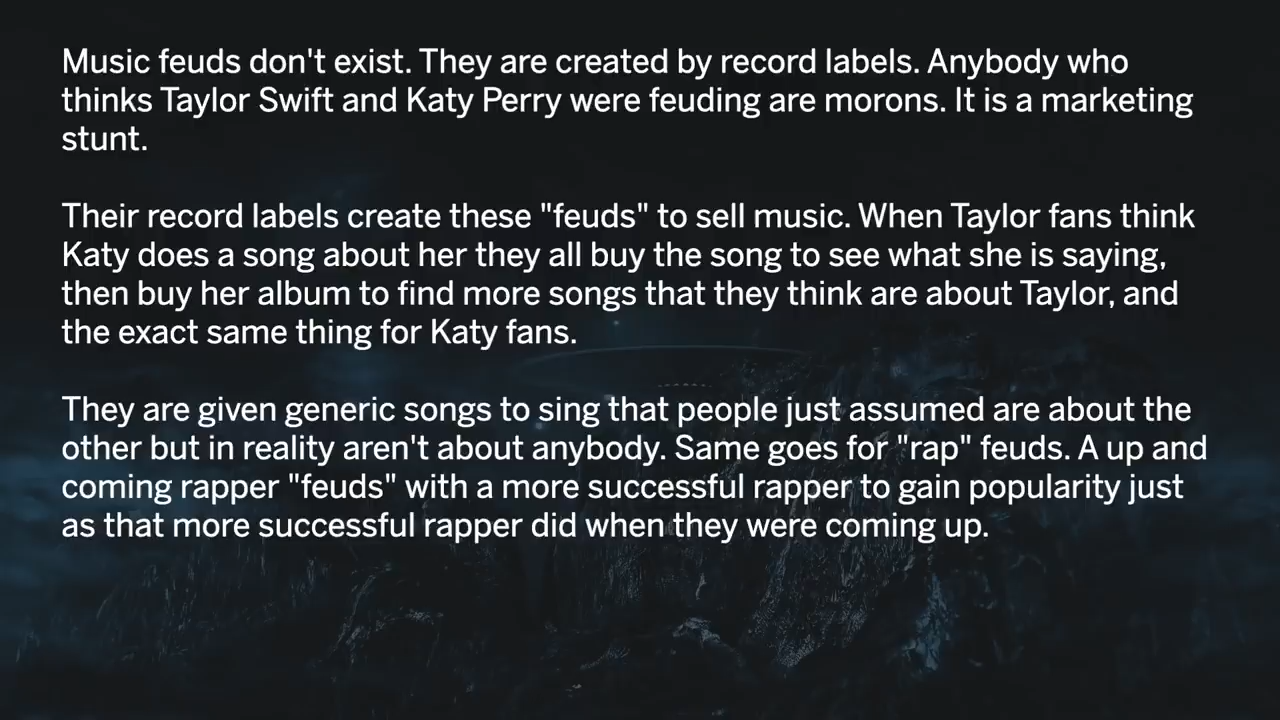 Music feuds don't exist. They are created by record labels. Anybody who
thinks Taylor Swift and Katy Perry were feuding are morons. It is a marketing
stunt.
Their record labels create these "feuds" to sell music. When Taylor fans think
Katy does a song about her they all buy the song to see what she is saying,
then buy her album to find more songs that they think are about Taylor, and
the exact same thing for Katy fans.
They are given generic songs to sing that people just assumed are about the
other but in reality aren't about anybody. Same goes for "rap" feuds. A up and
coming rapper "feuds" with a more successful rapper to gain popularity just
as that more successful rapper did when they were coming up.